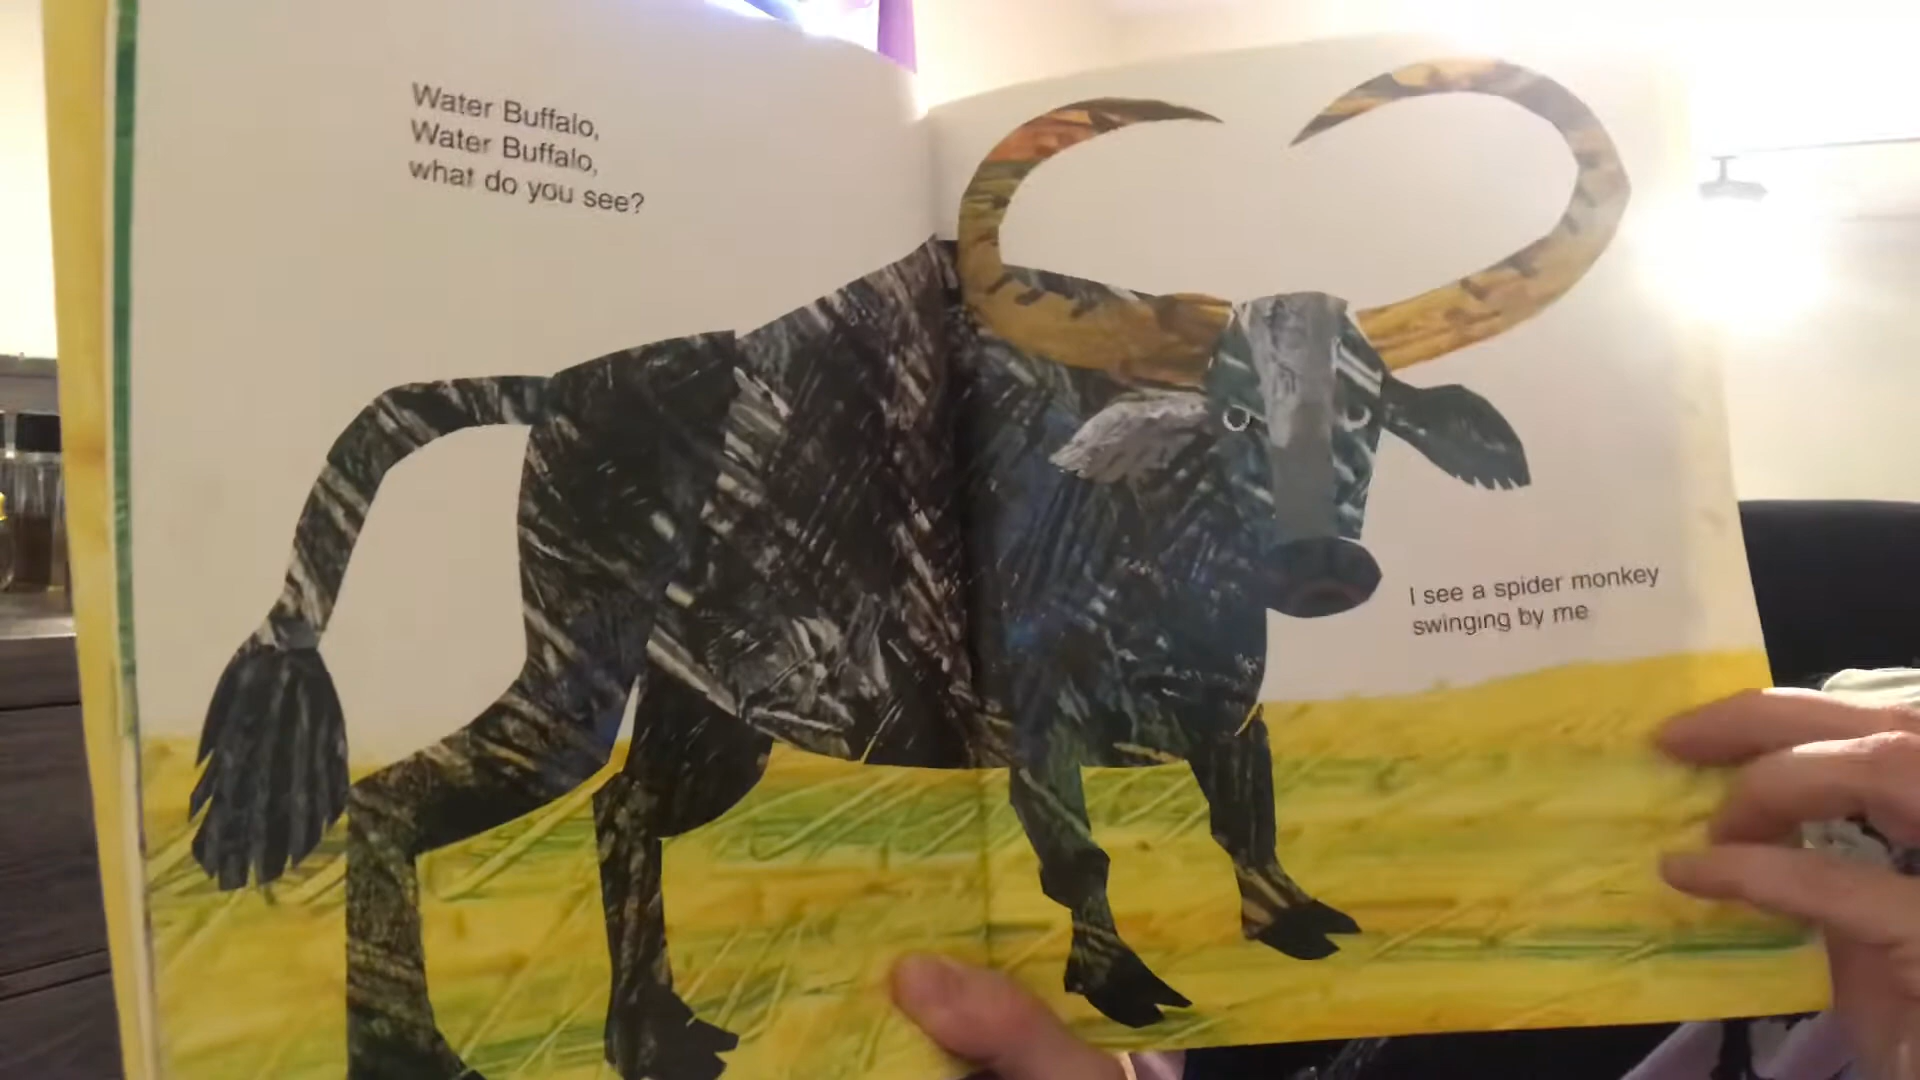 Water Buffalo,
Water Buffalo,
what do you see?
I see a spider monkey
swinging by me